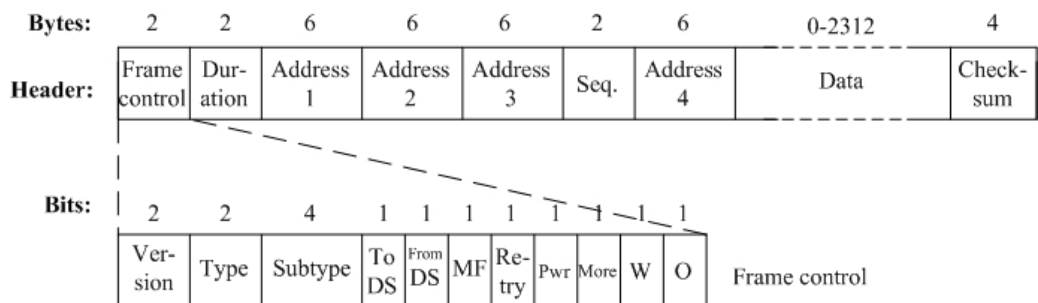 Bytes: 2 2 6 6 6 2 6 0-2312 4
Header: Frame control Dur- ation Address 1 Address 2 Address 3 Seq. Address 4 Data Check- sum
Bits: 2 2 4 1 1 1 1 1 1 1 1
Ver- sion Type Subtype To DS From DS MF Re- try Pwr More W O Frame control